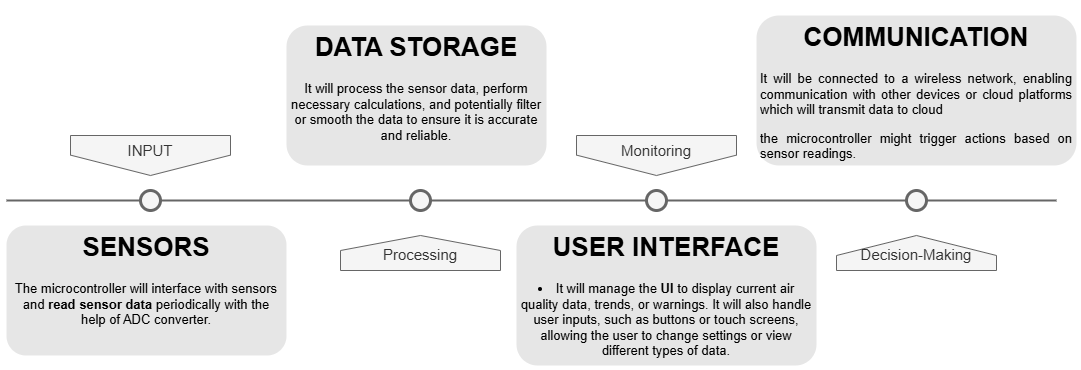 DATA STORAGE
It will process the sensor data, perform
necessary calculations, and potentially filter
or smooth the data to ensure it is accurate
and reliable.
COMMUNICATION
It will be connected to a wireless network, enabling
communication with other devices or cloud platforms
which will transmit data to cloud
the microcontroller might trigger actions based on
sensor readings.
INPUT
Monitoring
SENSORS
The microcontroller will interface with sensors
and read sensor data periodically with the
help of ADC converter.
Processing
USER INTERFACE
• It will manage the UI to display current air
quality data, trends, or warnings. It will also handle
user inputs, such as buttons or touch screens,
allowing the user to change settings or view
different types of data.
Decision-Making